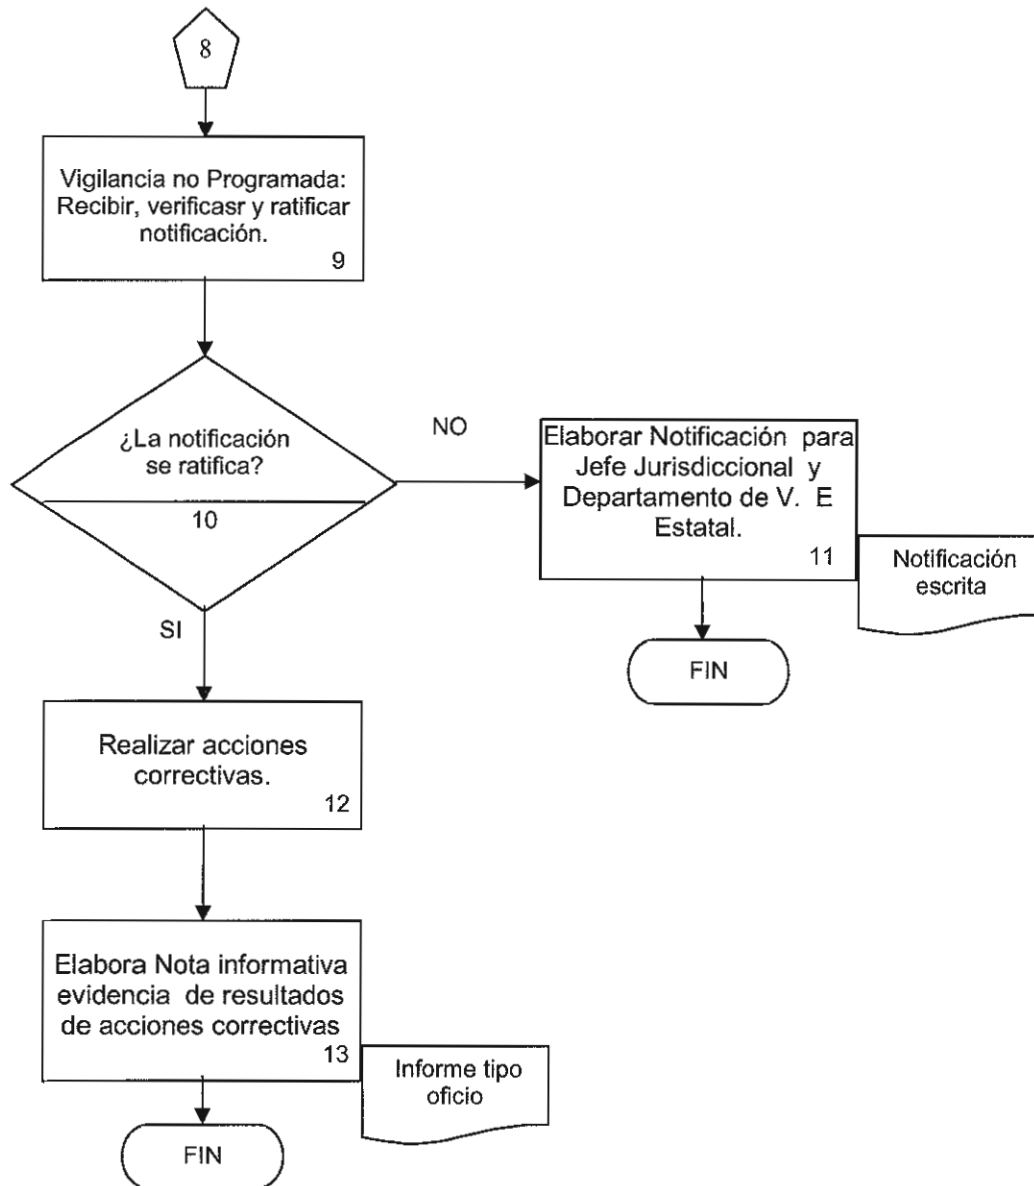 8
Vigilancia no Programada:
Recibir, verificasr y ratificar
notificación.
9
¿La notificación
se ratifica?
10
NO
Elaborar Notificación para
Jefe Jurisdiccional y
Departamento de V. E
Estatal.
11
Notificación
escrita
FIN
SI
Realizar acciones
correctivas.
12
Elabora Nota informativa
evidencia de resultados
de acciones correctivas
13
Informe tipo
oficio
FIN